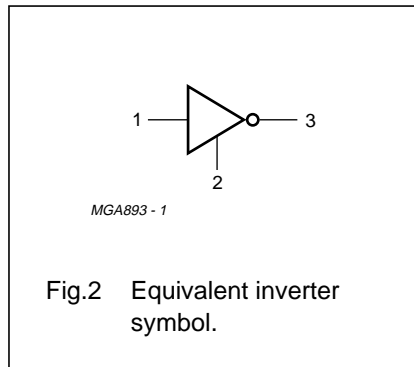 1
3
2
MGA893 - 1
Fig.2 Equivalent inverter
symbol.